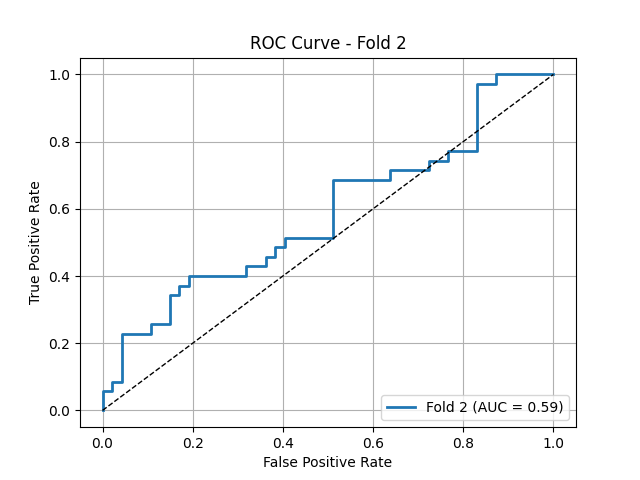 ROC Curve - Fold 2
True Positive Rate
1.0
0.8
0.6
0.4
0.2
0.0
Fold 2 (AUC = 0.59)
0.0 0.2 0.4 0.6 0.8 1.0
False Positive Rate